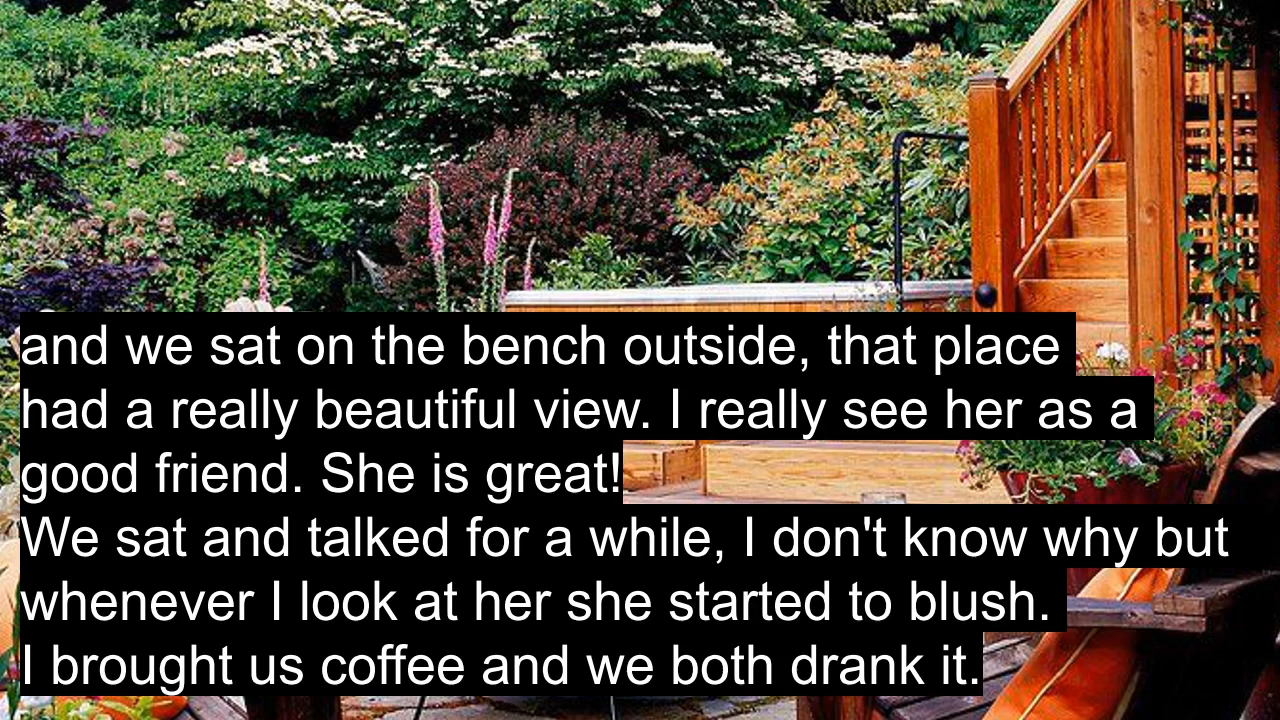 and we sat on the bench outside, that place
had a really beautiful view. I really see her as a
good friend. She is great!
We sat and talked for a while, I don't know why but
whenever I look at her she started to blush.
I brought us coffee and we both drank it.